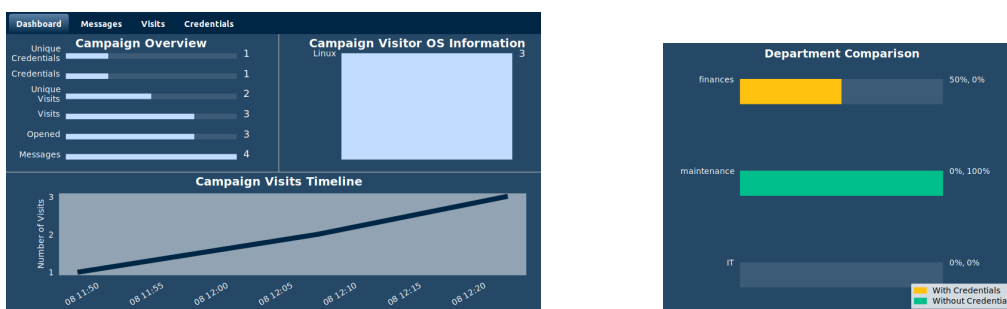 Dashboard Messages Visits Credentials
Campaign Overview
Unique
Credentials
1
Credentials 1
Unique
Visits
2
Visits 3
Opened 3
Messages 4
Campaign Visitor OS Information
Linux 3
Campaign Visits Timeline
Number of Visits
3
2
1
08 11:50 08 11:55 08 12:00 08 12:05 08 12:10 08 12:15 08 12:20
Department Comparison
finances 50%, 0%
maintenance 0%, 100%
IT 0%, 0%
With Credentials
Without Credentia